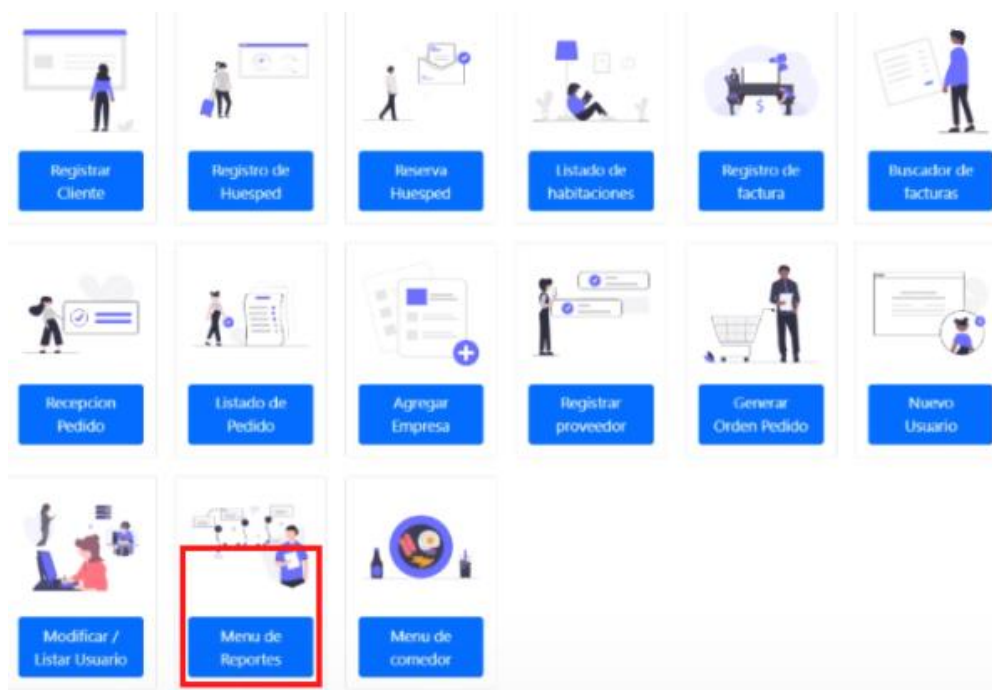 Registrar
Cliente
Registro de
Huesped
Reserva
Huesped
Listado de
habitaciones
Registro de
factura
Buscador de
facturas
Recepcion
Pedido
Listado de
Pedido
Agregar
Empresa
Registrar
proveedor
Generar
Orden Pedido
Nuevo
Usuario
Modificar /
Listar Usuario
Menu de
Reportes
Menu de
comedor